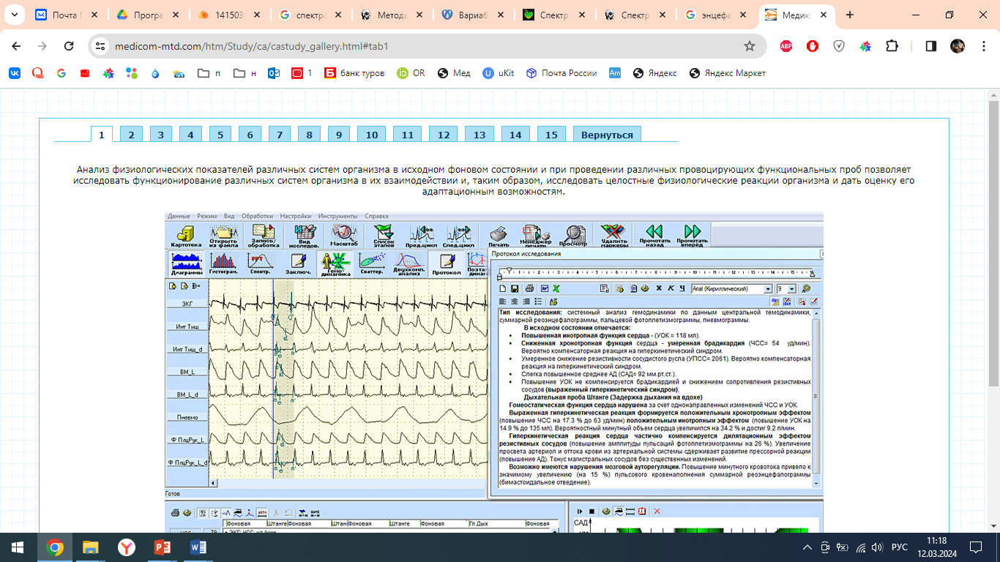 Почта М
Програ
141503
спектра
Методы
Вариаб
Спектр
Спектр
энцефа
Медико
medicom-mtd.com/htm/Study/ca/castudy_gallery.html#tab1
ABP
п
н
1
банк туров
OR
Мед
uKit
Почта России
Am
Яндекс
Яндекс Маркет
1 2 3 4 5 6 7 8 9 10 11 12 13 14 15 Вернуться
Анализ физиологических показателей различных систем организма в исходном фоновом состоянии и при проведении различных провоцирующих функциональных проб позволяет
исследовать функционирование различных систем организма в их взаимодействии и, таким образом, исследовать целостные физиологические реакции организма и дать оценку его
адаптационным возможностям.
Данные Режим Вид Обработки Настройки Инструменты Справка
Картотека
Открыть из файла
Запись/обработка
Вид исследов.
Масштаб
Список этапов
Пред.цикл
След.цикл
Печать
Менеджер печати
Просмотр
Удалить маркеры
Промотать назад
Промотать вперёд
Диаграммы
Гистограм.
Спектр.
Заключ.
Гемо-динамика
Скаттер.
Двухкомп. анализ
Протокол
Протокол исследования
Arial (Кириллический)
9
Ж К Ч
ЭКГ
Инт Тищ
Инт Тищ_d
BM_L
BM_L_d
Пневмо
Ф ПлцРук_L
Ф ПлцРук_L_d
Тип исследования: системный анализ гемодинамики по данным центральной гемодинамики,
суммарной реоэнцефалограммы, пальцевой фотоплетизмограммы, пневмограммы.
В исходном состоянии отмечается:
• Повышенная инотропная функция сердца - (УОК = 118 мл).
• Сниженная хронотропная функция сердца - умеренная брадикардия (ЧСС= 54 уд/мин).
Вероятно компенсаторная реакция на гиперкинетический синдром.
• Умеренное снижение резистивности сосудистого русла (УПСС= 2061). Вероятно компенсаторная
реакция на гиперкинетический синдром.
• Слегка повышенное среднее АД (САД= 92 мм.рт.ст.).
• Повышение УОК не компенсируется брадикардией и снижением сопротивления резистивных
сосудов (выраженный гиперкинетический синдром);
Дыхательная проба Штанге (Задержка дыхания на вдохе)
Гомеостатическая функция сердца нарушена за счет однонаправленных изменений ЧСС и УОК.
Выраженная гиперкинетическая реакция формируется положительным хронотропным эффектом
(повышение ЧСС на 17.3 % до 63 уд/мин) положительным инотропным эффектом (повышение УОК на
14.9 % до 135 мл). Вероятностный минутный объем сердца увеличился на 34.2 % и достиг 9.2 л/мин.
Гиперкинетическая реакция сердца частично компенсируется дилятационным эффектом
резистивных сосудов (повышение амплитуды пульсаций фотоплетизмограммы на 26 %). Увеличение
просвета артериол и оттока крови из артериальной системы сдерживает развитие прессорной реакции
(повышение АД). Тонус магистральных сосудов без существенных изменений.
Возможно имеются нарушения мозговой ауторегуляции. Повышение минутного кровотока привело к
значимому увеличению (на 15 %) пульсового кровенаполнения суммарной реоэнцефалограммы
(бимастоидальное отведение).
Готов
Фоновая Штанге Фоновая Штан Фоновая Штанге Фоновая Гл Дых Фоновая
САД
РУС
11:18
12.03.2024